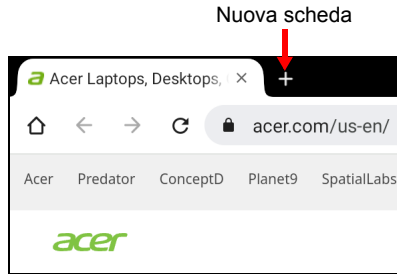 Nuova scheda
a Acer Laptops, Desktops,
acer.com/us-en/
Acer Predator ConceptD Planet9 SpatialLabs
acer